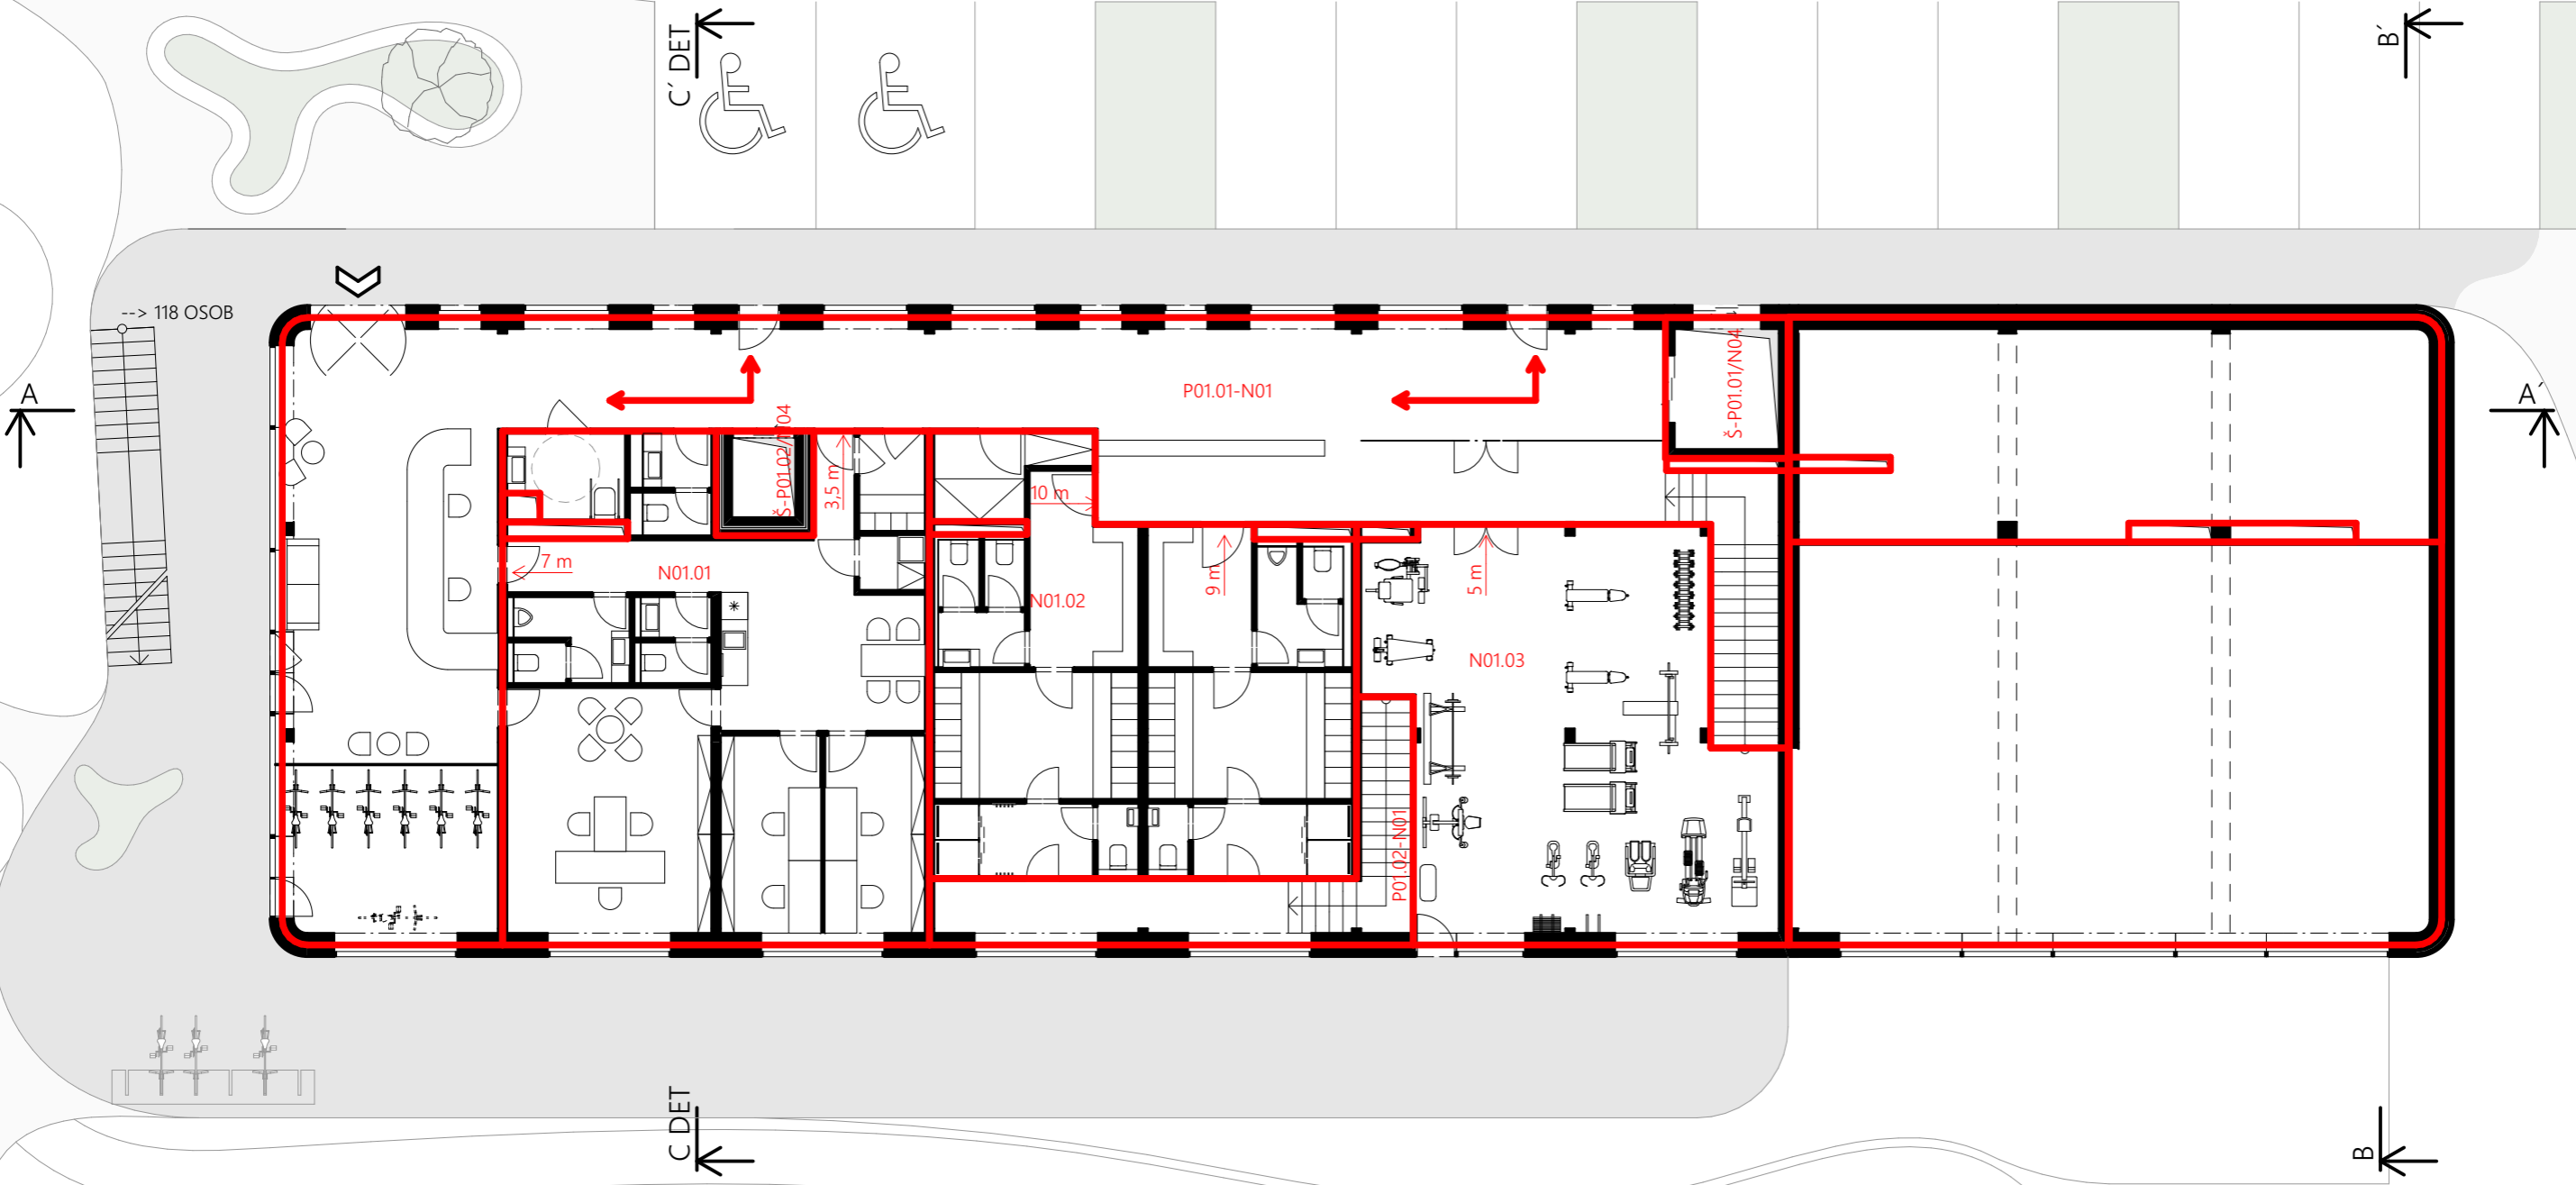 C´ DET
B´
--> 118 OSOB
A
A´
P01.01-N01
Š-P01.01/N04
Š-P01.02/N04
3,5 m
10 m
7 m
N01.01
N01.02
9 m
5 m
N01.03
P01.02-N01
C DET
B